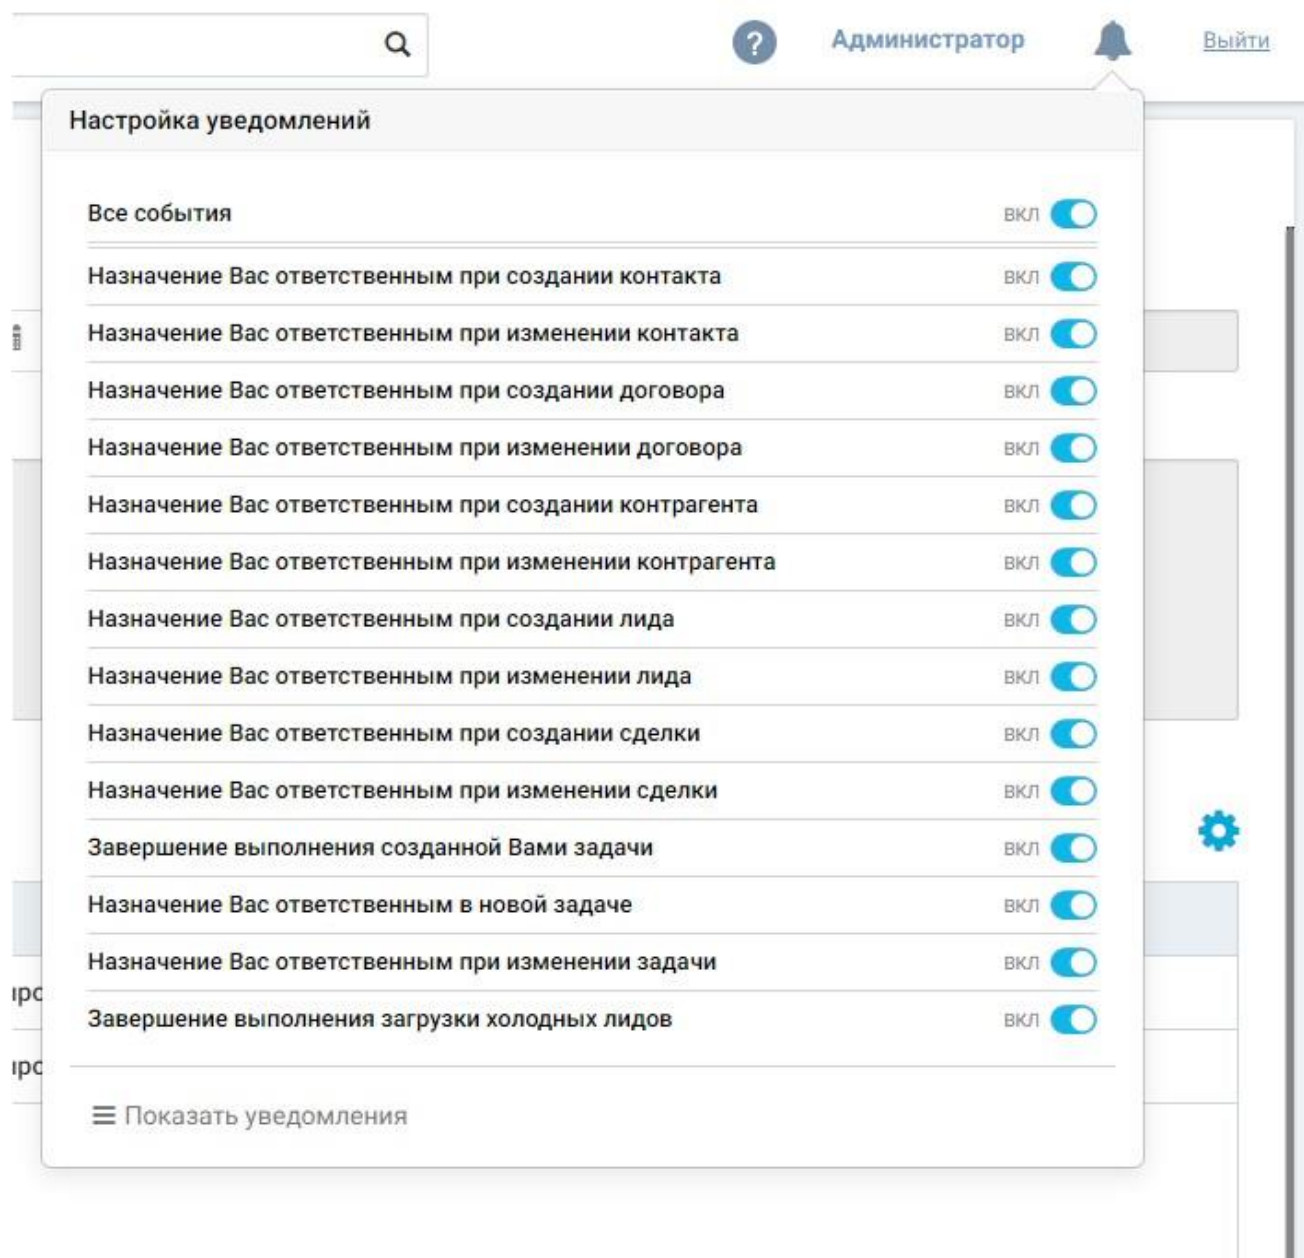 ? Администратор Выйти
Настройка уведомлений
Все события ВКЛ
Назначение Вас ответственным при создании контакта ВКЛ
Назначение Вас ответственным при изменении контакта ВКЛ
Назначение Вас ответственным при создании договора ВКЛ
Назначение Вас ответственным при изменении договора ВКЛ
Назначение Вас ответственным при создании контрагента ВКЛ
Назначение Вас ответственным при изменении контрагента ВКЛ
Назначение Вас ответственным при создании лида ВКЛ
Назначение Вас ответственным при изменении лида ВКЛ
Назначение Вас ответственным при создании сделки ВКЛ
Назначение Вас ответственным при изменении сделки ВКЛ
Завершение выполнения созданной Вами задачи ВКЛ
Назначение Вас ответственным в новой задаче ВКЛ
Назначение Вас ответственным при изменении задачи ВКЛ
Завершение выполнения загрузки холодных лидов ВКЛ
Показать уведомления